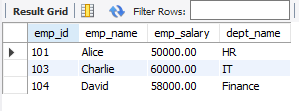 Result Grid Filter Rows:
emp_id emp_name emp_salary dept_name
101 Alice 50000.00 HR
103 Charlie 60000.00 IT
104 David 58000.00 Finance